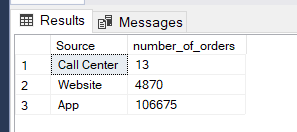 Results Messages
Source number_of_orders
1 Call Center 13
2 Website 4870
3 App 106675